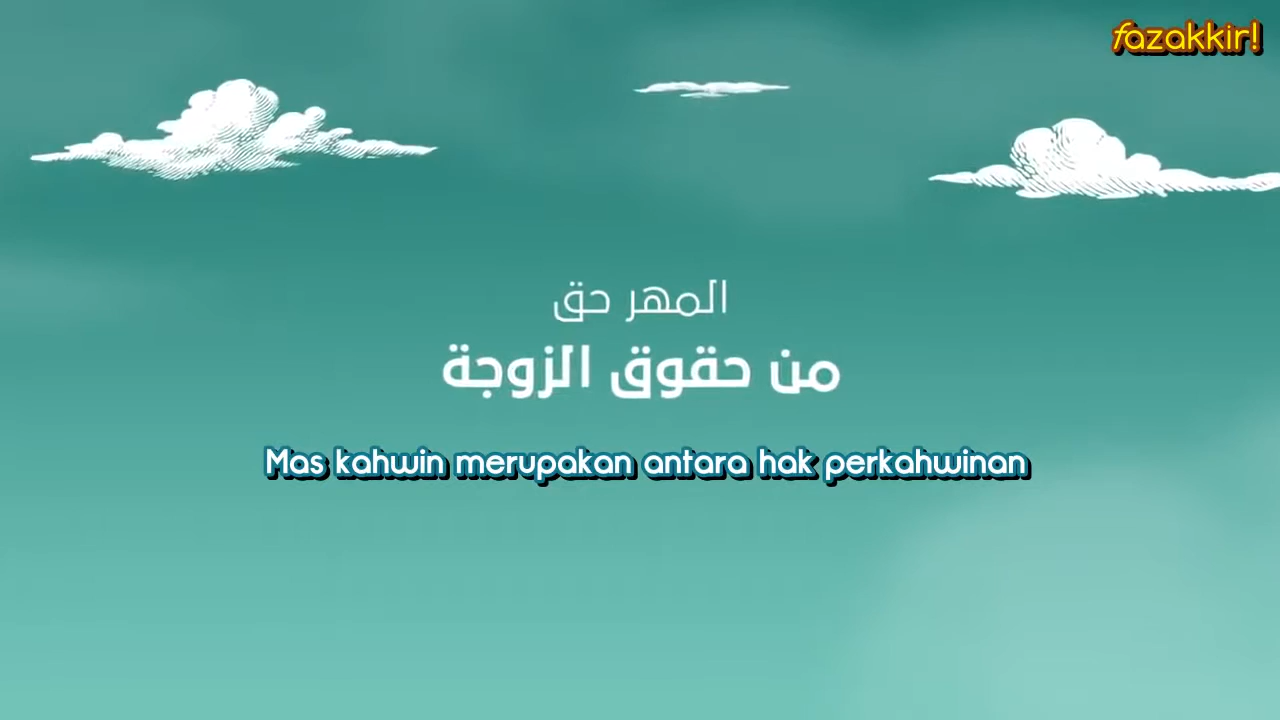 fazakkir!
المهر حق
من حقوق الزوجة
Mas kahwin merupakan antara hak perkahwinan